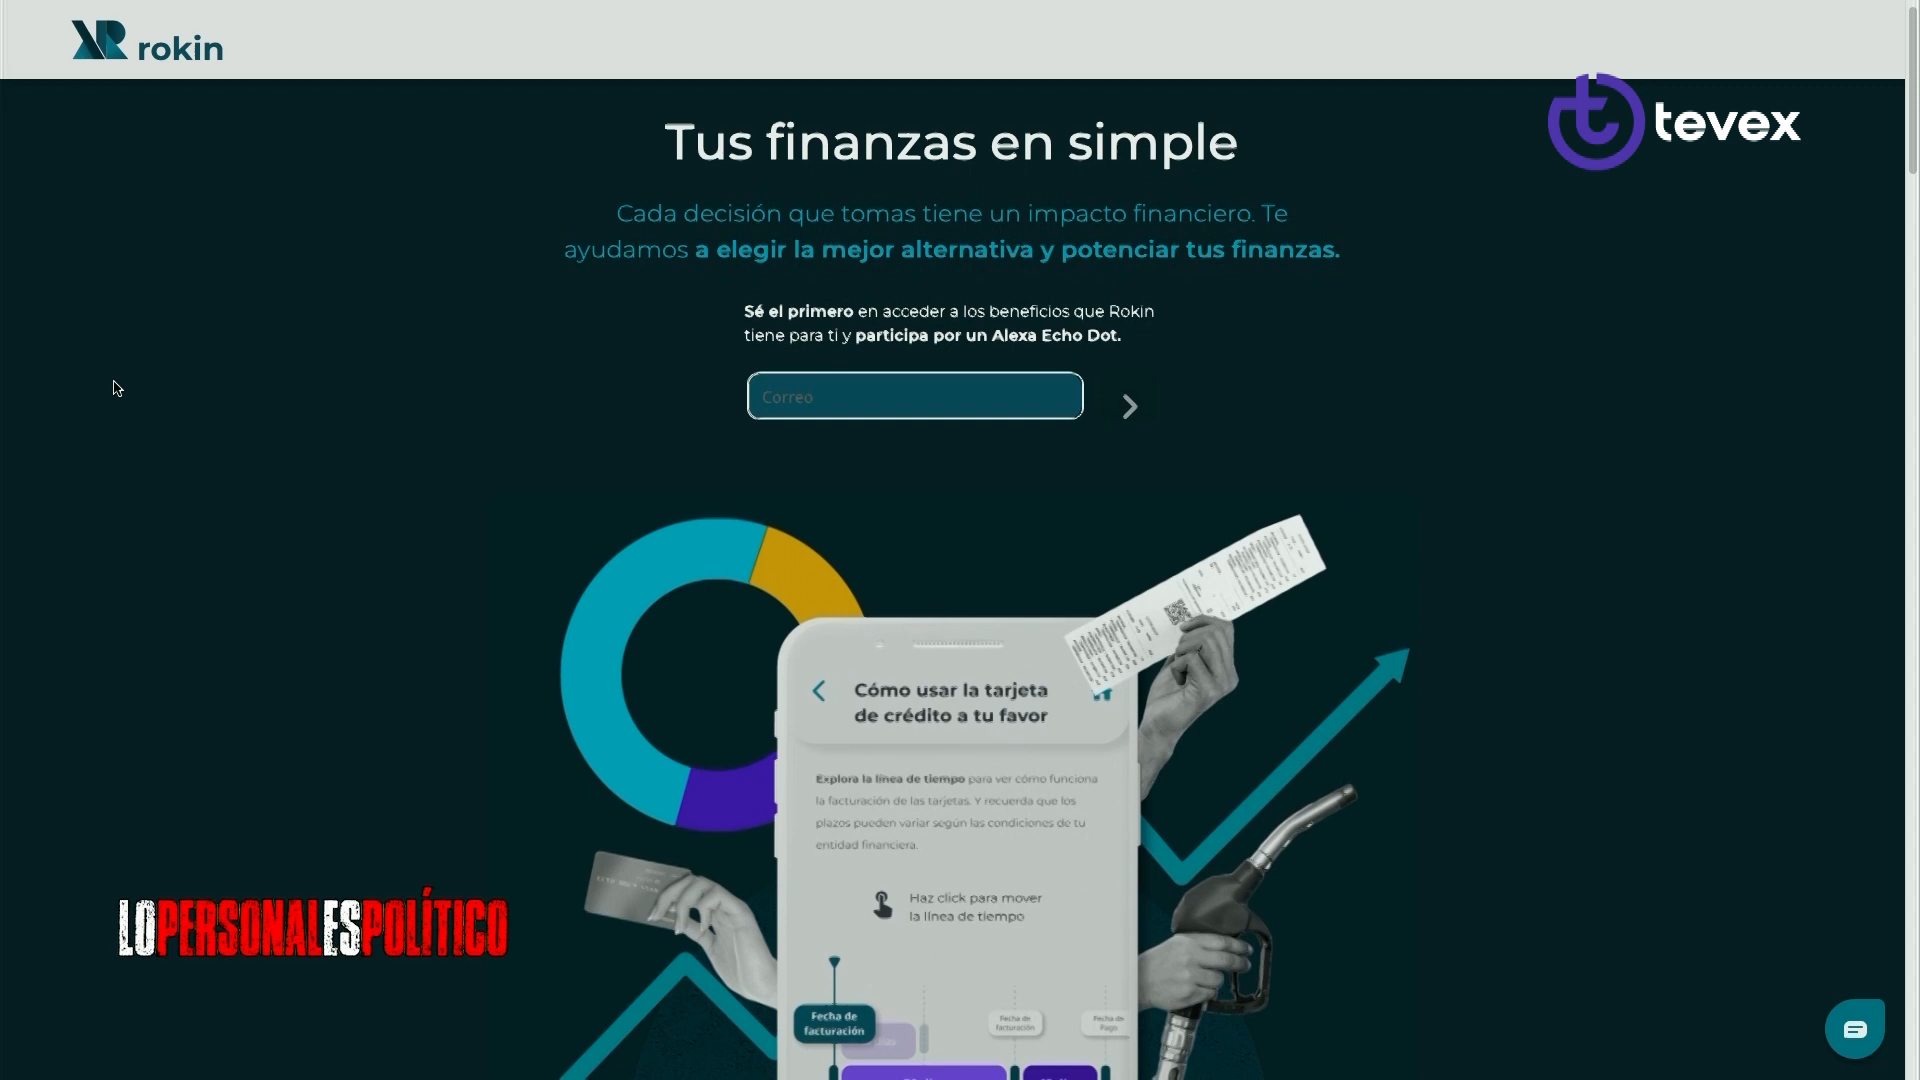 rokin
tevex
Tus finanzas en simple
Cada decisión que tomas tiene un impacto financiero. Te
ayudamos a elegir la mejor alternativa y potenciar tus finanzas.
Sé el primero en acceder a los beneficios que Rokin
tiene para ti y participa por un Alexa Echo Dot.
Correo
Cómo usar la tarjeta
de crédito a tu favor
Explora la línea de tiempo para ver cómo funciona
la facturación de las tarjetas. Y recuerda que los
plazos pueden variar según las condiciones de tu
entidad financiera.
Haz click para mover
la línea de tiempo
LOPERSONALESPOLÍTICO
Fecha de
facturación
Fecha de
facturación
Fecha de
Pago